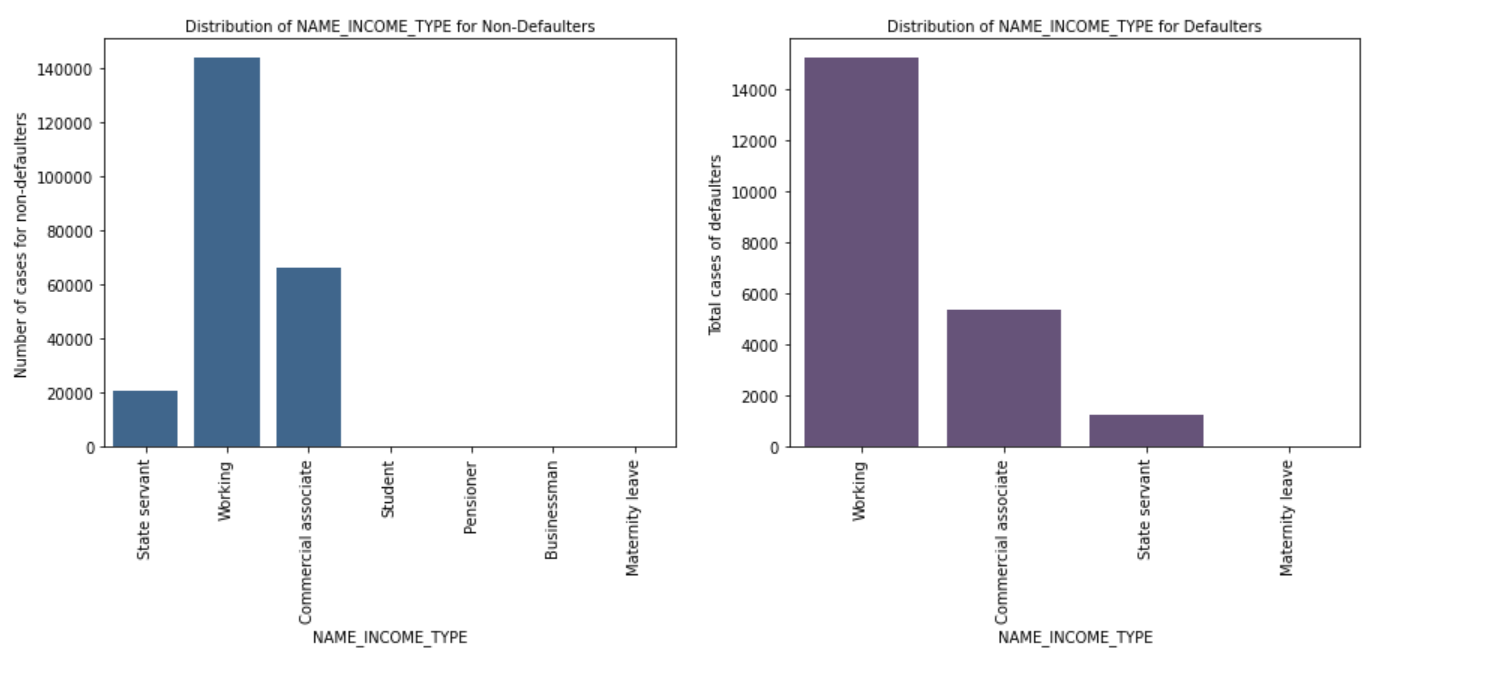 Distribution of NAME_INCOME_TYPE for Non-Defaulters
Number of cases for non-defaulters
140000
120000
100000
80000
60000
40000
20000
0
State servant
Working
Commercial associate
Student
Pensioner
Businessman
Maternity leave
NAME_INCOME_TYPE
Distribution of NAME_INCOME_TYPE for Defaulters
Total cases of defaulters
14000
12000
10000
8000
6000
4000
2000
0
Working
Commercial associate
State servant
Maternity leave
NAME_INCOME_TYPE